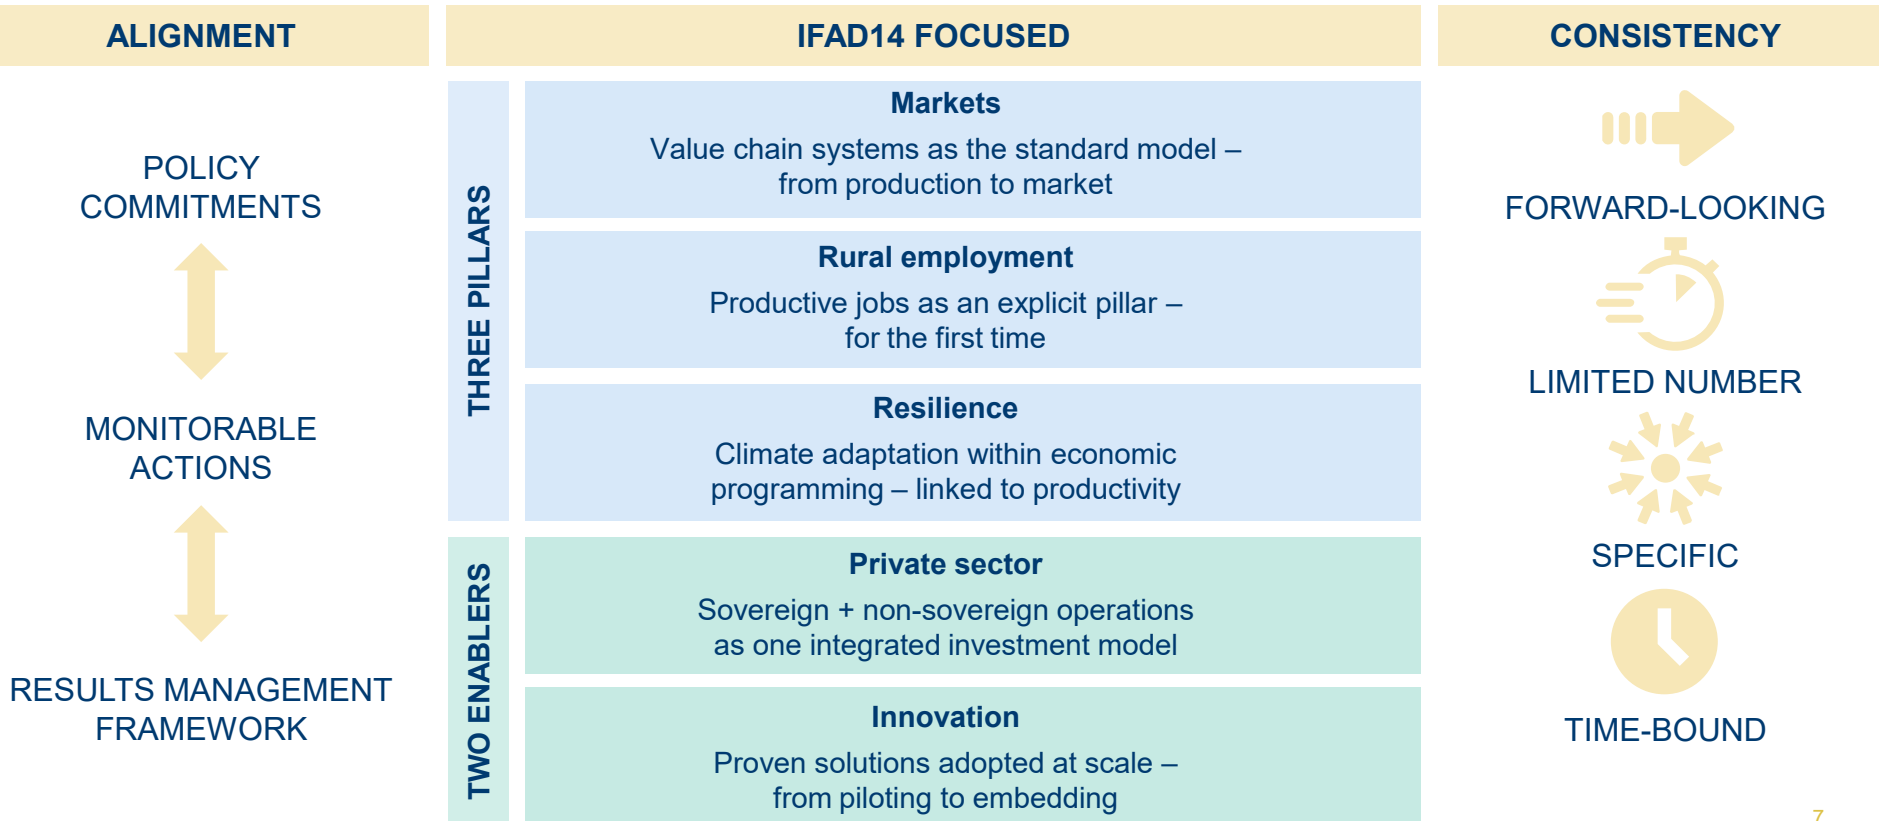 ALIGNMENT
POLICY
COMMITMENTS
MONITORABLE
ACTIONS
RESULTS MANAGEMENT
FRAMEWORK
IFAD14 FOCUSED
THREE PILLARS
Markets
Value chain systems as the standard model –
from production to market
Rural employment
Productive jobs as an explicit pillar –
for the first time
Resilience
Climate adaptation within economic
programming – linked to productivity
TWO ENABLERS
Private sector
Sovereign + non-sovereign operations
as one integrated investment model
Innovation
Proven solutions adopted at scale –
from piloting to embedding
CONSISTENCY
FORWARD-LOOKING
LIMITED NUMBER
SPECIFIC
TIME-BOUND
7